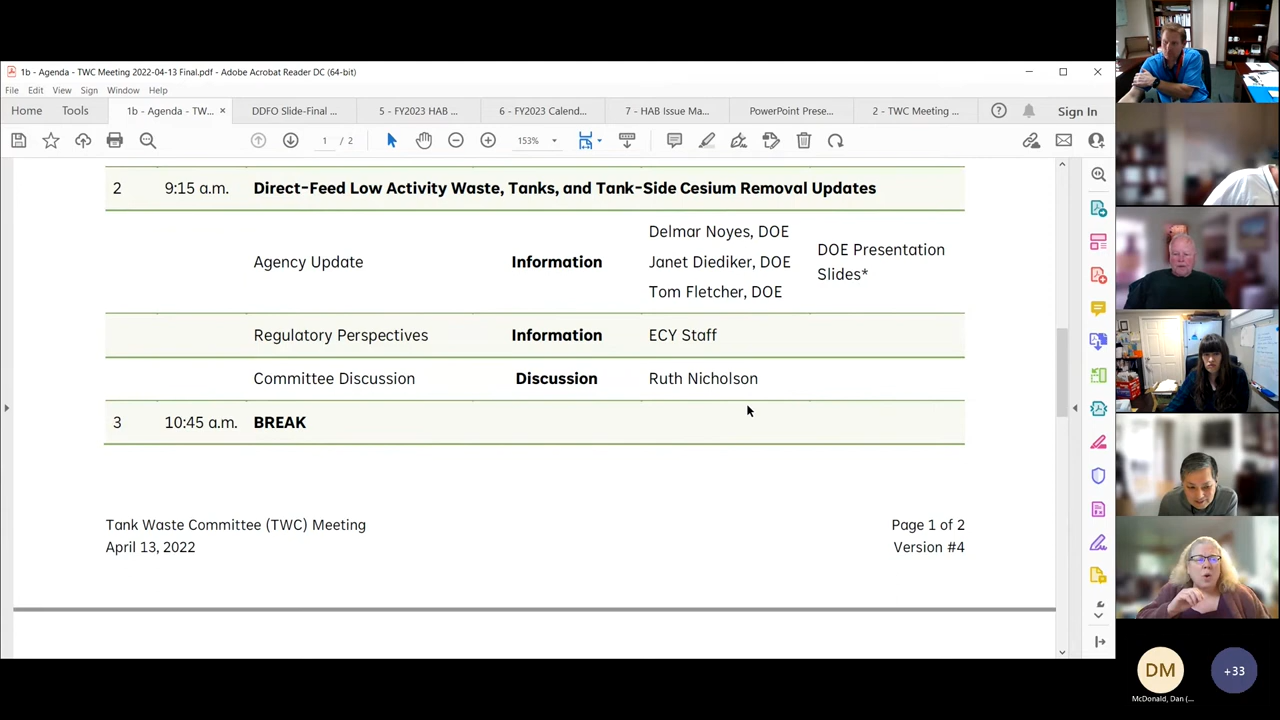 1b - Agenda - TWC Meeting 2022-04-13 Final.pdf - Adobe Acrobat Reader DC (64-bit)
File Edit View Sign Window Help
Home Tools 1b - Agenda - TW... × DDFO Slide-Final ... 5 - FY2023 HAB ... 6 - FY2023 Calend... 7 - HAB Issue Ma... PowerPoint Prese... 2 - TWC Meeting ... Sign In
1 / 2 153%
2 9:15 a.m. Direct-Feed Low Activity Waste, Tanks, and Tank-Side Cesium Removal Updates
Agency Update Information Delmar Noyes, DOE
Janet Diediker, DOE
Tom Fletcher, DOE
DOE Presentation
Slides*
Regulatory Perspectives Information ECY Staff
Committee Discussion Discussion Ruth Nicholson
3 10:45 a.m. BREAK
Tank Waste Committee (TWC) Meeting Page 1 of 2
April 13, 2022 Version #4
DM +33
McDonald, Dan (...